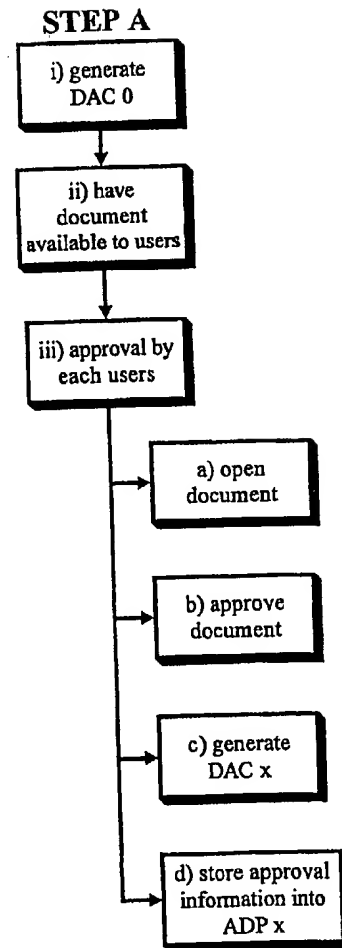 STEP A
i) generate
DAC 0
ii) have
document
available to users
iii) approval by
each users
a) open
document
b) approve
document
c) generate
DAC x
d) store approval
information into
ADP x